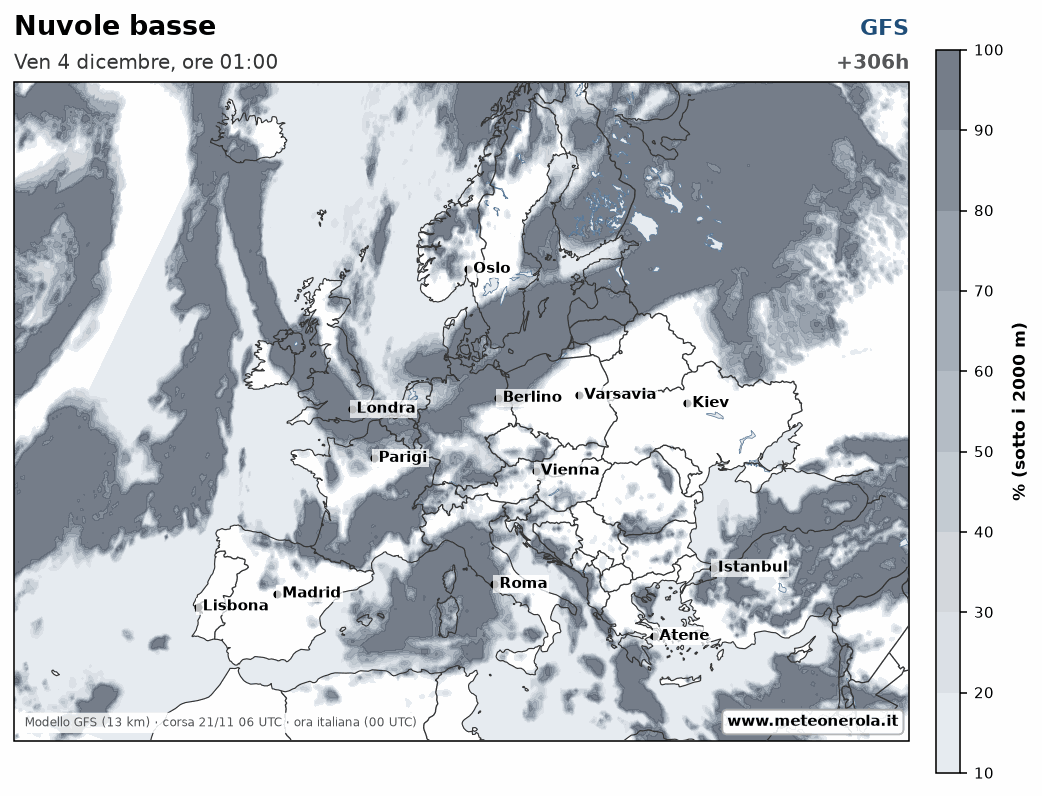 Nuvole basse
GFS
Ven 4 dicembre, ore 01:00
+306h
Oslo
Londra
Berlino
Varsavia
Kiev
Parigi
Vienna
Istanbul
Roma
Madrid
Lisbona
Atene
Modello GFS (13 km) · corsa 21/11 06 UTC · ora italiana (00 UTC)
www.meteonerola.it
100
90
80
70
60
50
40
30
20
10
% (sotto i 2000 m)